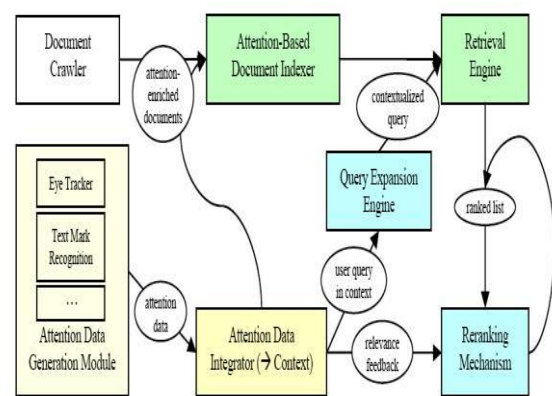 Document
Crawler
attention-
enriched
documents
Attention-Based
Document Indexer
Retrieval
Engine
contextualized
query
Eye Tracker
Text Mark
Recognition
...
Attention Data
Generation Module
attention
data
Query Expansion
Engine
user query
in context
ranked list
Attention Data
Integrator (→ Context)
relevance
feedback
Reranking
Mechanism